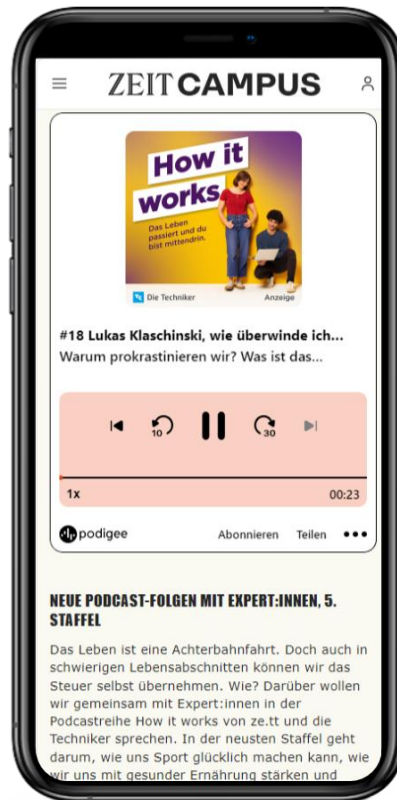 ZEIT CAMPUS
How it
works
Das Leben
passiert und du
bist mittendrin.
Die Techniker
Anzeige
#18 Lukas Klaschinski, wie überwinde ich...
Warum prokrastinieren wir? Was ist das...
10
30
1x
00:23
podigee
Abonnieren
Teilen
NEUE PODCAST-FOLGEN MIT EXPERT:INNEN, 5.
STAFFEL
Das Leben ist eine Achterbahnfahrt. Doch auch in
schwierigen Lebensabschnitten können wir das
Steuer selbst übernehmen. Wie? Darüber wollen
wir gemeinsam mit Expert:innen in der
Podcastreihe How it works von ze.tt und die
Techniker sprechen. In der neusten Staffel geht
darum, wie uns Sport glücklich machen kann, wie
wir uns mit gesunder Ernährung stärken und